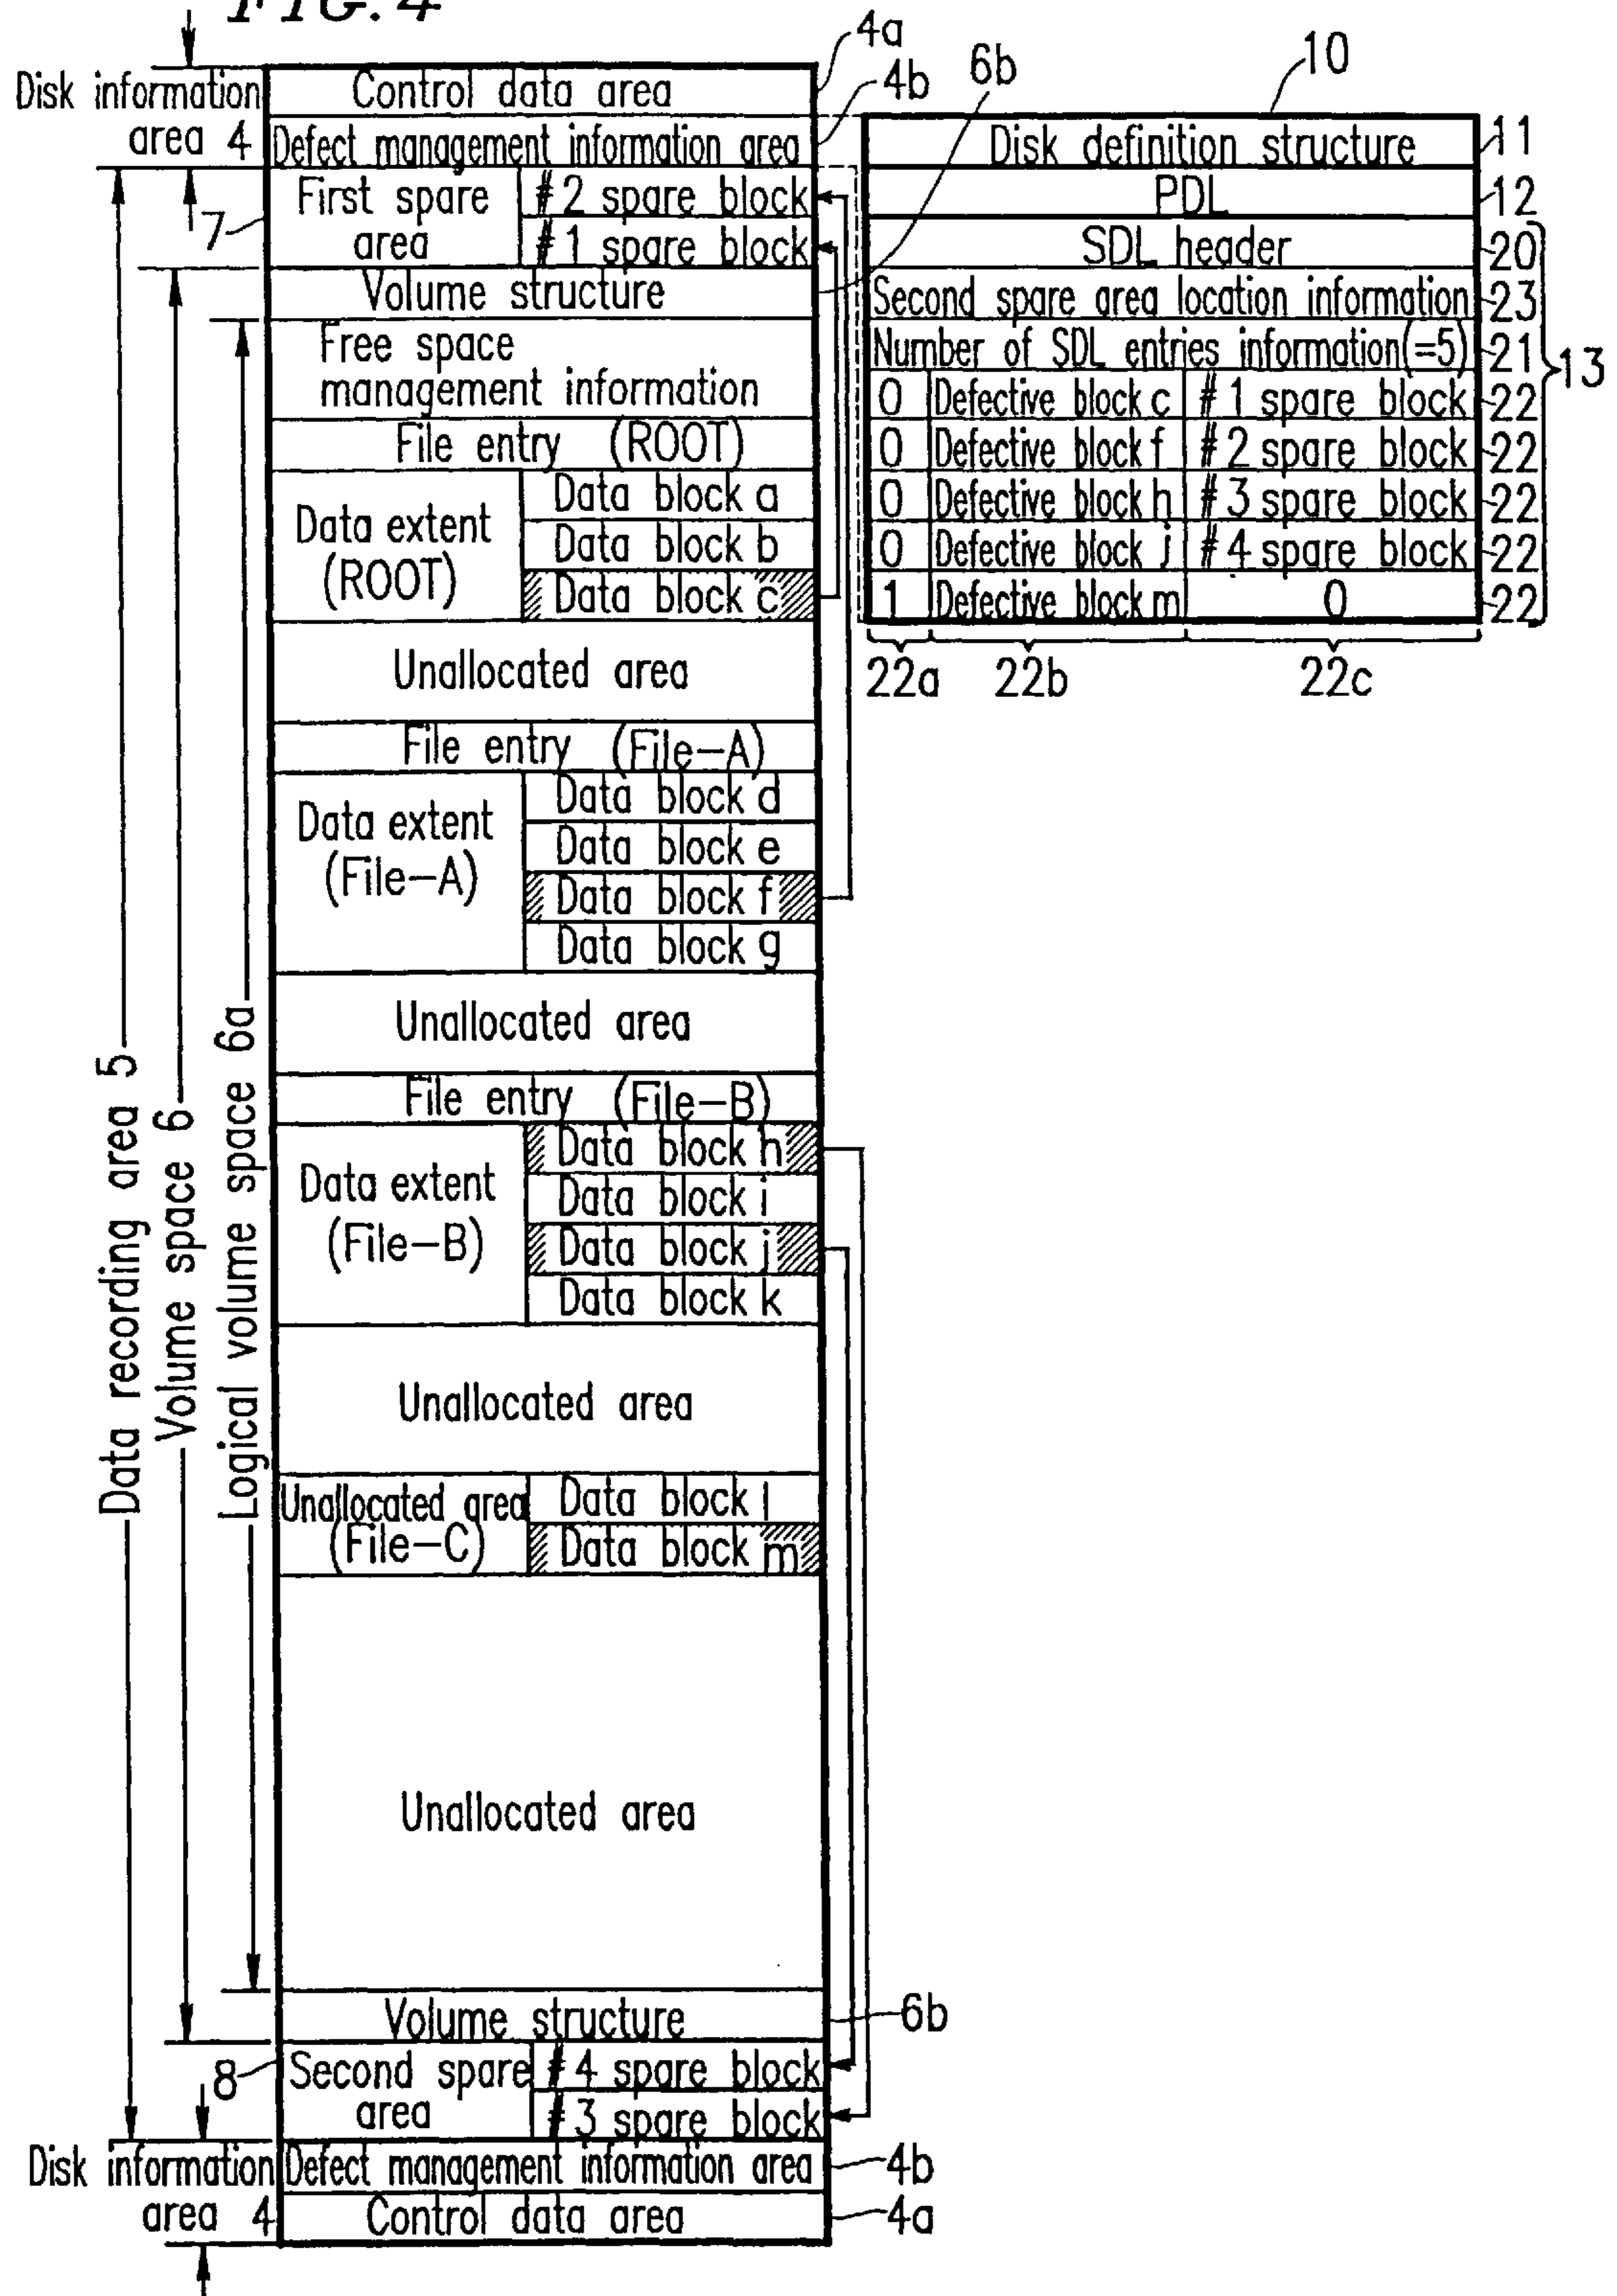 FIG. 4
Disk information
area 4
Control data area
4a
Defect management information area
4b
6b
10
7
First spare
area
# 2 spare block
# 1 spare block
Volume structure
Free space
management information
File entry (ROOT)
Data extent
(ROOT)
Data block a
Data block b
Data block c
Unallocated area
File entry (File-A)
Data extent
(File-A)
Data block d
Data block e
Data block f
Data block g
Unallocated area
File entry (File-B)
Data extent
(File-B)
Data block h
Data block i
Data block j
Data block k
Unallocated area
Unallocated area
(File-C)
Data block l
Data block m
Unallocated area
Volume structure
6b
8
Second spare
area
# 4 spare block
# 3 spare block
Disk information
area 4
Defect management information area
4b
Control data area
4a
Data recording area 5
Volume space 6
Logical volume space 6a
Disk definition structure 11
PDL 12
SDL header 20
Second spare area location information 23
Number of SDL entries information(=5) 21
13
0 Defective block c # 1 spare block 22
0 Defective block f # 2 spare block 22
0 Defective block h # 3 spare block 22
0 Defective block j # 4 spare block 22
1 Defective block m 0 22
22a 22b 22c